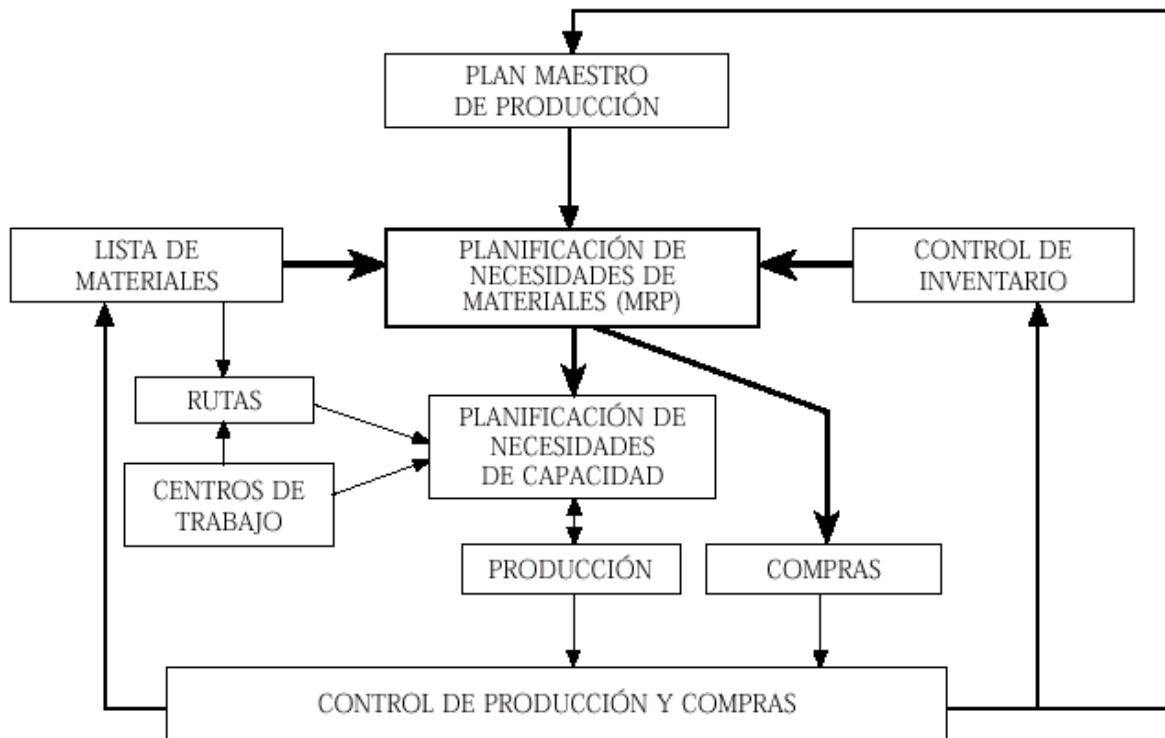 PLAN MAESTRO
DE PRODUCCIÓN
LISTA DE
MATERIALES
PLANIFICACIÓN DE
NECESIDADES DE
MATERIALES (MRP)
CONTROL DE
INVENTARIO
RUTAS
PLANIFICACIÓN DE
NECESIDADES
DE CAPACIDAD
CENTROS DE
TRABAJO
PRODUCCIÓN
COMPRAS
CONTROL DE PRODUCCIÓN Y COMPRAS